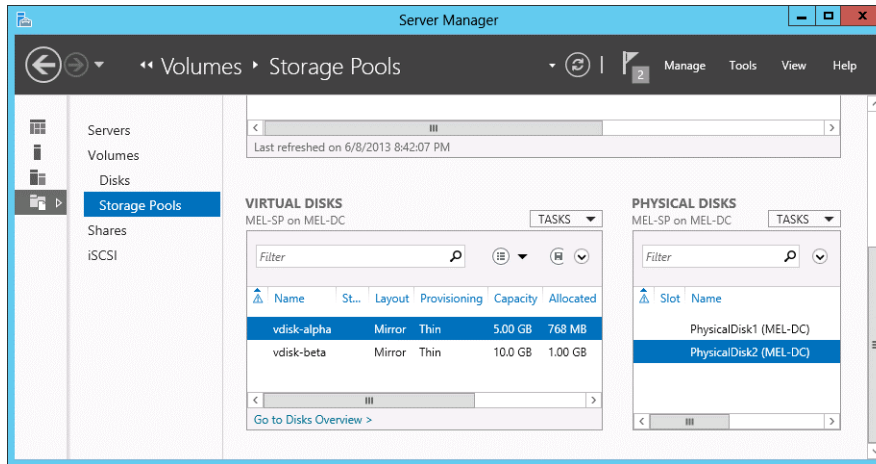 Server Manager
Volumes Storage Pools
2 Manage Tools View Help
Servers
Volumes
Disks
Storage Pools
Shares
iSCSI
Last refreshed on 6/8/2013 8:42:07 PM
VIRTUAL DISKS
MEL-SP on MEL-DC
TASKS
Filter
Name St... Layout Provisioning Capacity Allocated
vdisk-alpha Mirror Thin 5.00 GB 768 MB
vdisk-beta Mirror Thin 10.0 GB 1.00 GB
Go to Disks Overview >
PHYSICAL DISKS
MEL-SP on MEL-DC
TASKS
Filter
Slot Name
PhysicalDisk1 (MEL-DC)
PhysicalDisk2 (MEL-DC)